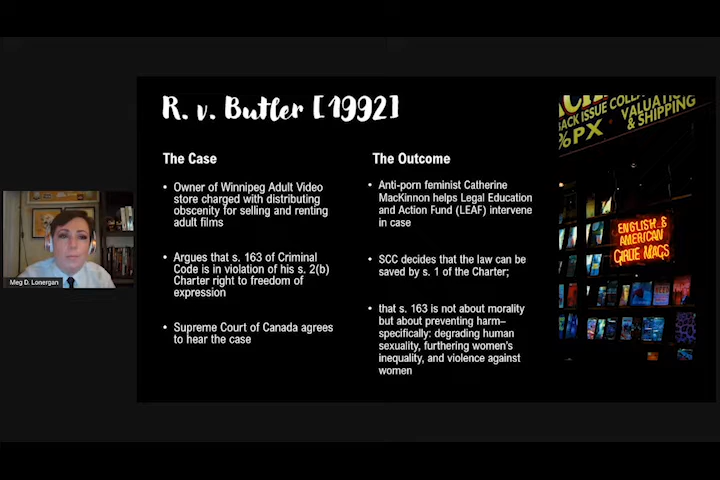 R. v. Butler [1992]
The Case
• Owner of Winnipeg Adult Video
store charged with distributing
obscenity for selling and renting
adult films
• Argues that s. 163 of Criminal
Code is in violation of his s. 2(b)
Charter right to freedom of
expression
• Supreme Court of Canada agrees
to hear the case
The Outcome
• Anti-porn feminist Catherine
MacKinnon helps Legal Education
and Action Fund (LEAF) intervene
in case
• SCC decides that the law can be
saved by s. 1 of the Charter;
• that s. 163 is not about morality
but about preventing harm–
specifically: degrading human
sexuality, furthering women's
inequality, and violence against
women
BACK ISSUE
VALUAT
& SHIPPING
%PX
ENGLISH &
AMERICAN
GIRLIE MAGS
Meg D. Lonergan